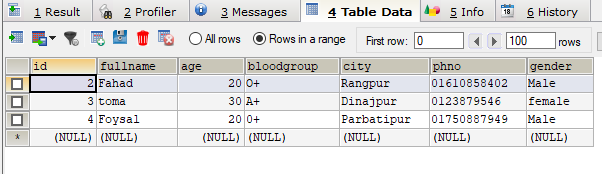 1 Result 2 Profiler 3 Messages 4 Table Data 5 Info 6 History
All rows Rows in a range First row: 0 100 rows
id fullname age bloodgroup city phno gender
2 Fahad 20 O+ Rangpur 01610858402 Male
3 toma 30 A+ Dinajpur 0123879546 female
4 Foysal 20 O+ Parbatipur 01750887949 Male
* (NULL) (NULL) (NULL) (NULL) (NULL) (NULL) (NULL)